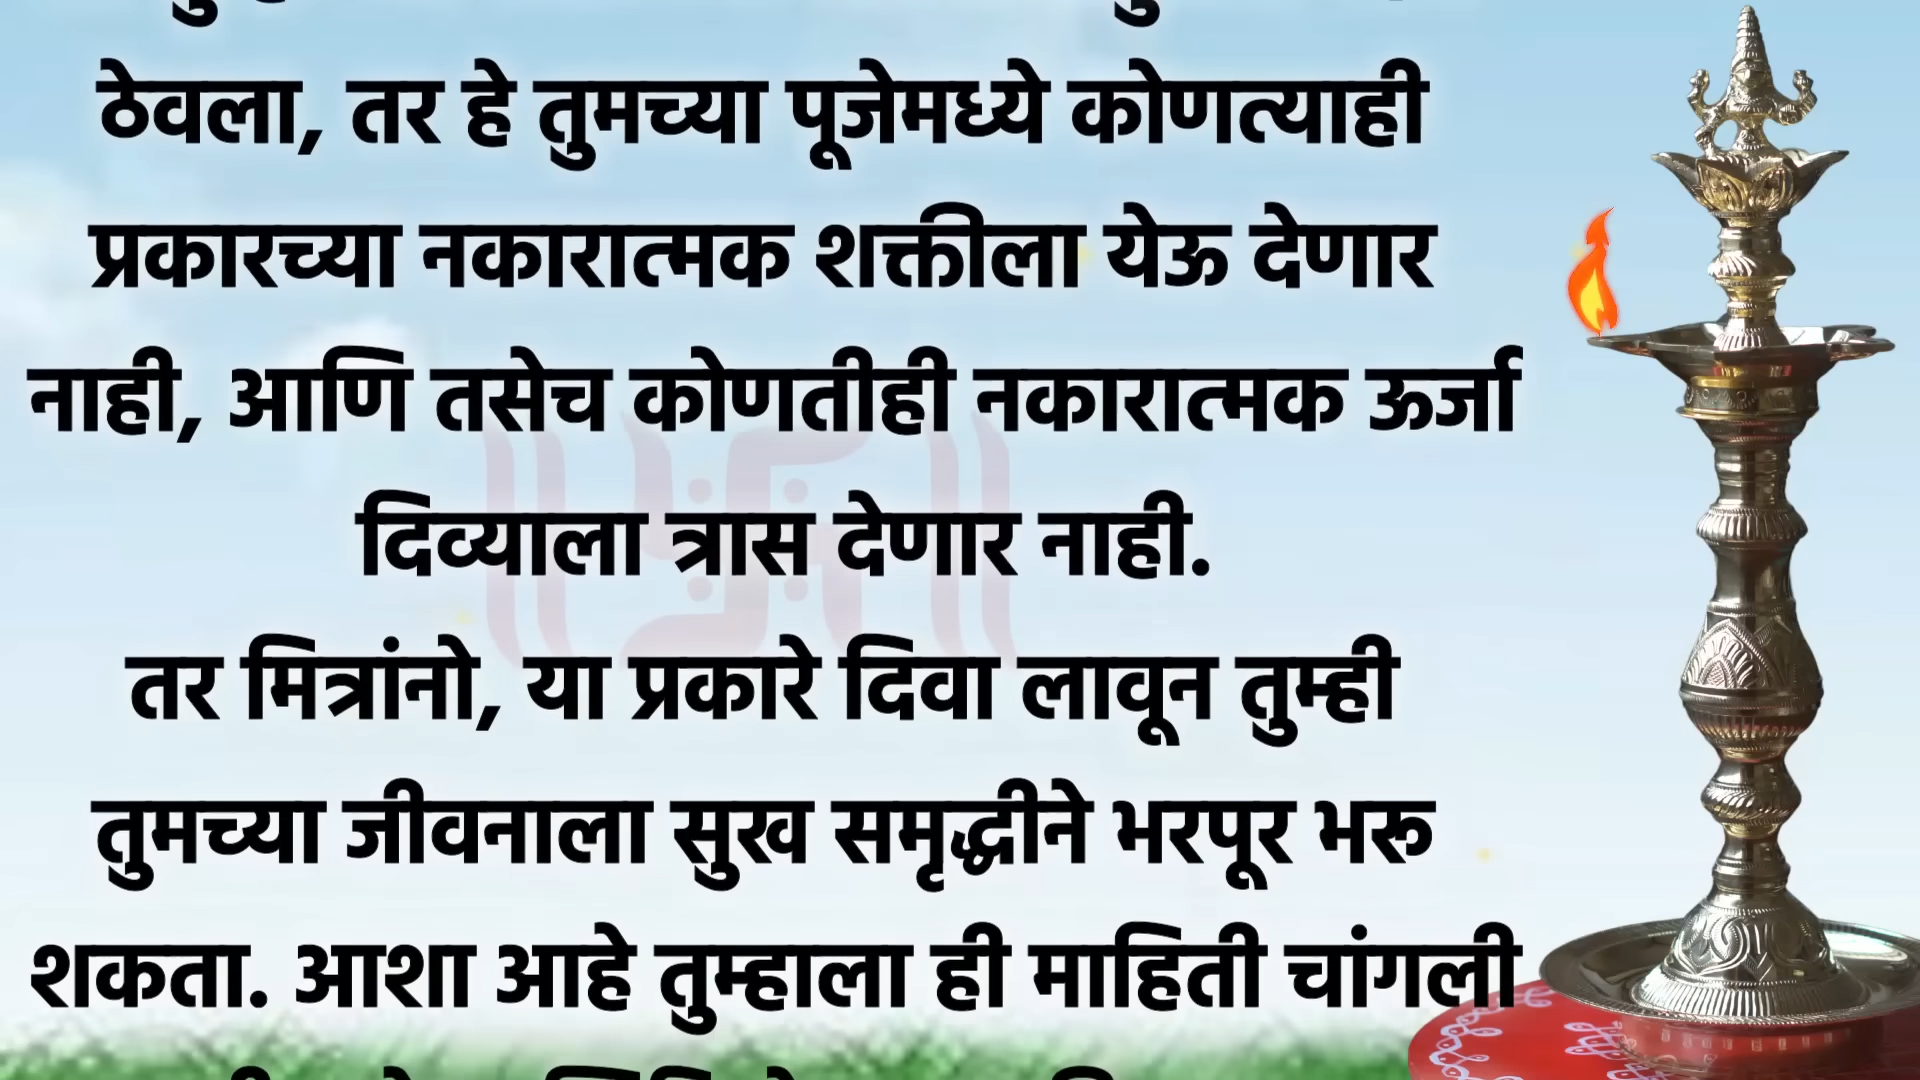 ठेवला, तर हे तुमच्या पूजेमध्ये कोणत्याही
प्रकारच्या नकारात्मक शक्तीला येऊ देणार
नाही, आणि तसेच कोणतीही नकारात्मक ऊर्जा
दिव्याला त्रास देणार नाही.
तर मित्रांनो, या प्रकारे दिवा लावून तुम्ही
तुमच्या जीवनाला सुख समृद्धीने भरपूर भरू
शकता. आशा आहे तुम्हाला ही माहिती चांगली